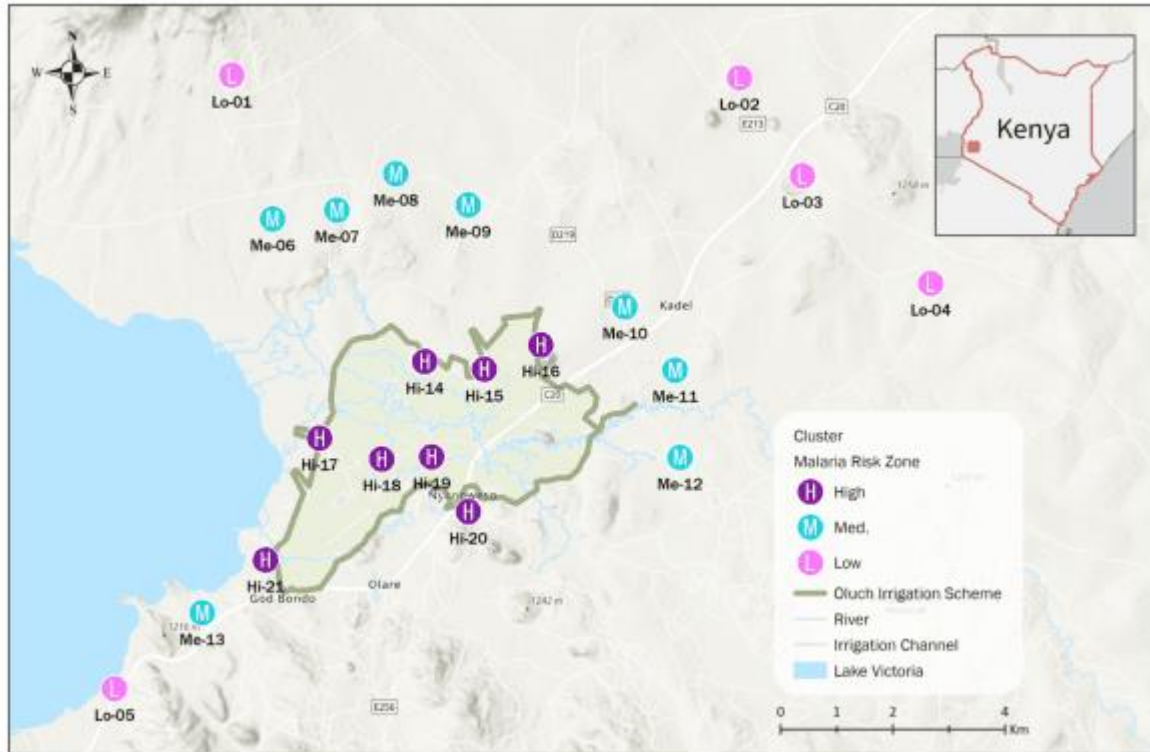 N
W E
S
L
Lo-01
L
Lo-02
C20
E213
Kenya
L
Lo-03
M
Me-08
M
Me-07
M
Me-06
M
Me-09
D219
L
Lo-04
M
Me-10
Kadel
M
Me-11
H
Hi-14
H
Hi-15
H
Hi-16
C20
H
Hi-17
H
Hi-18
H
Hi-19
M
Me-12
H
Hi-20
H
Hi-21
God Bondo
Olare
1242 m
M
Me-13
L
Lo-05
E256
Cluster
Malaria Risk Zone
H High
M Med.
L Low
Oluch Irrigation Scheme
River
Irrigation Channel
Lake Victoria
0 1 2 4
Km